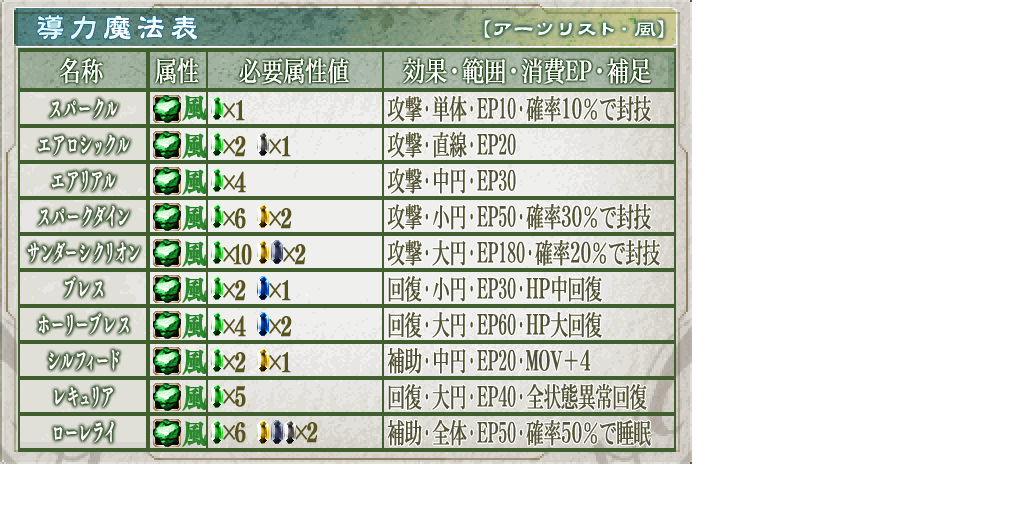 導力魔法表 【アーツリスト・風】
名称 属性 必要属性値 効果・範囲・消費EP・補足
スパークル 風 ×1 攻撃・単体・EP10・確率10%で封技
エアロシックル 風 ×2 ×1 攻撃・直線・EP20
エアリアル 風 ×4 攻撃・中円・EP30
スパークダイン 風 ×6 ×2 攻撃・小円・EP50・確率30%で封技
サンダーシクリオン 風 ×10 ×2 攻撃・大円・EP180・確率20%で封技
ブレス 風 ×2 ×1 回復・小円・EP30・HP中回復
ホーリーブレス 風 ×4 ×2 回復・大円・EP60・HP大回復
シルフィード 風 ×2 ×1 補助・中円・EP20・MOV+4
レキュリア 風 ×5 回復・大円・EP40・全状態異常回復
ローレライ 風 ×6 ×2 補助・全体・EP50・確率50%で睡眠